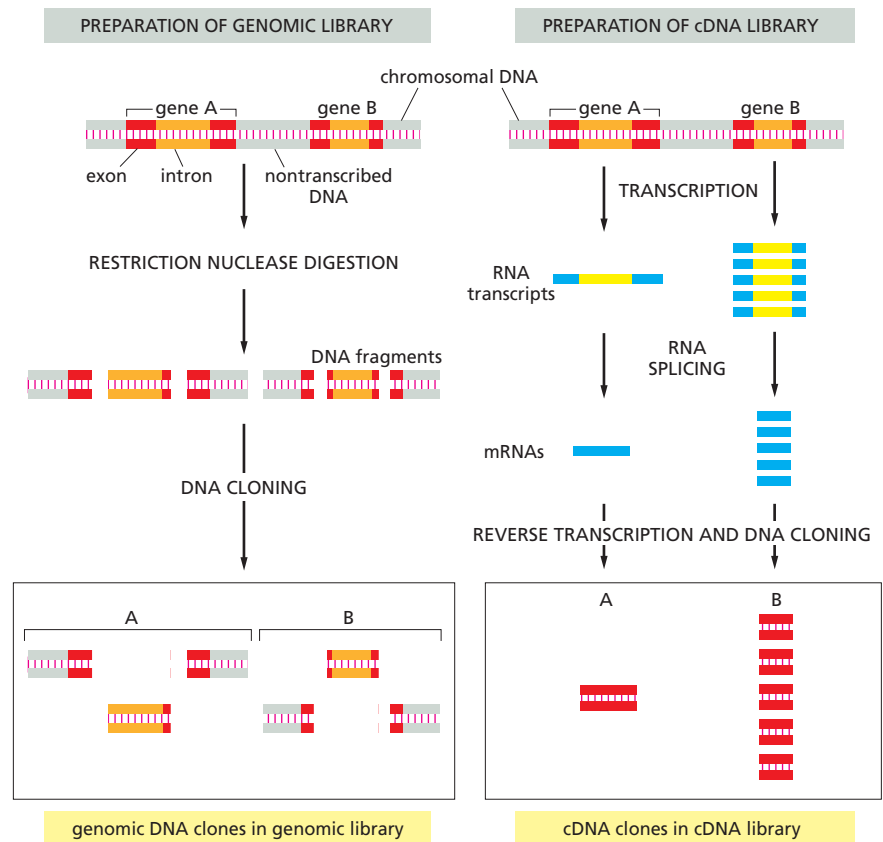 PREPARATION OF GENOMIC LIBRARY
gene A
gene B
exon
intron
nontranscribed
DNA
RESTRICTION NUCLEASE DIGESTION
DNA fragments
DNA CLONING
A
B
genomic DNA clones in genomic library
chromosomal DNA
PREPARATION OF cDNA LIBRARY
gene A
gene B
TRANSCRIPTION
RNA
transcripts
RNA
SPLICING
mRNAs
REVERSE TRANSCRIPTION AND DNA CLONING
A
B
cDNA clones in cDNA library